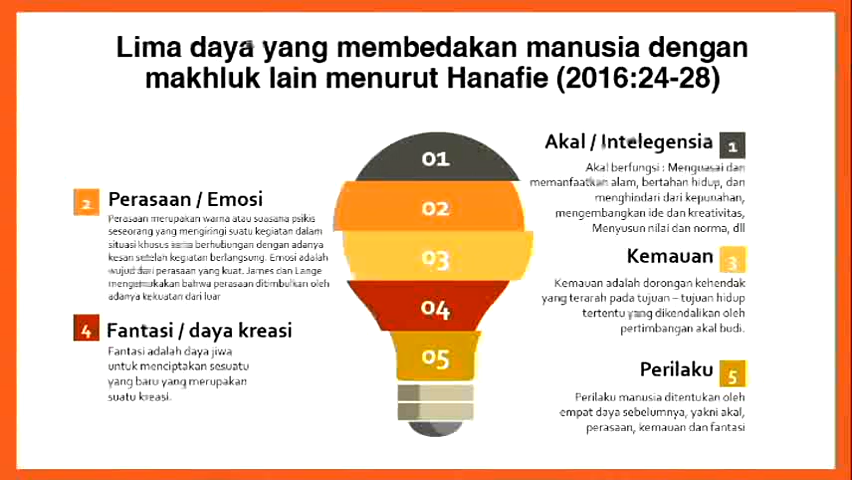 Lima daya yang membedakan manusia dengan
makhluk lain menurut Hanafie (2016:24-28)
Akal / Intelegensia 1
Akal berfungsi : Menguasai dan
memanfaatkan alam, bertahan hidup, dan
menghindari dari kepunahan,
mengembangkan ide dan kreativitas,
Menyusun nilai dan norma, dll
2 Perasaan / Emosi
Perasaan merupakan warna atau suasana psikis
seseorang yang mengiringi suatu kegiatan dalam
situasi khusus serta berhubungan dengan adanya
kesan setelah kegiatan berlangsung. Emosi adalah
wujud dari perasaan yang kuat. James dan Lange
mengemukakan bahwa perasaan ditimbulkan oleh
adanya kekuatan dari luar
Kemauan 3
Kemauan adalah dorongan kehendak
yang terarah pada tujuan – tujuan hidup
tertentu yang dikendalikan oleh
pertimbangan akal budi.
4 Fantasi / daya kreasi
Fantasi adalah daya jiwa
untuk menciptakan sesuatu
yang baru yang merupakan
suatu kreasi.
Perilaku 5
Perilaku manusia ditentukan oleh
empat daya sebelumnya, yakni akal,
perasaan, kemauan dan fantasi
01
02
03
04
05